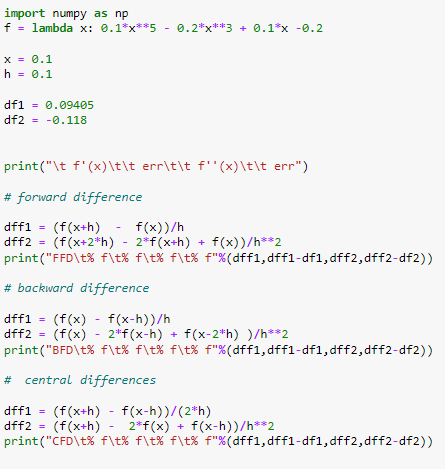 import numpy as np
f = lambda x: 0.1*x**5 - 0.2*x**3 + 0.1*x -0.2
x = 0.1
h = 0.1
df1 = 0.09405
df2 = -0.118
print("\t f'(x)\t\t err\t\t f''(x)\t\t err")
# forward difference
dff1 = (f(x+h)  -  f(x))/h
dff2 = (f(x+2*h) - 2*f(x+h) + f(x))/h**2
print("FFD\t% f\t% f\t% f\t% f"%(dff1,dff1-df1,dff2,dff2-df2))
# backward difference
dff1 = (f(x) - f(x-h))/h
dff2 = (f(x) - 2*f(x-h) + f(x-2*h) )/h**2
print("BFD\t% f\t% f\t% f\t% f"%(dff1,dff1-df1,dff2,dff2-df2))
#  central differences
dff1 = (f(x+h) - f(x-h))/(2*h)
dff2 = (f(x+h) -  2*f(x) + f(x-h))/h**2
print("CFD\t% f\t% f\t% f\t% f"%(dff1,dff1-df1,dff2,dff2-df2))